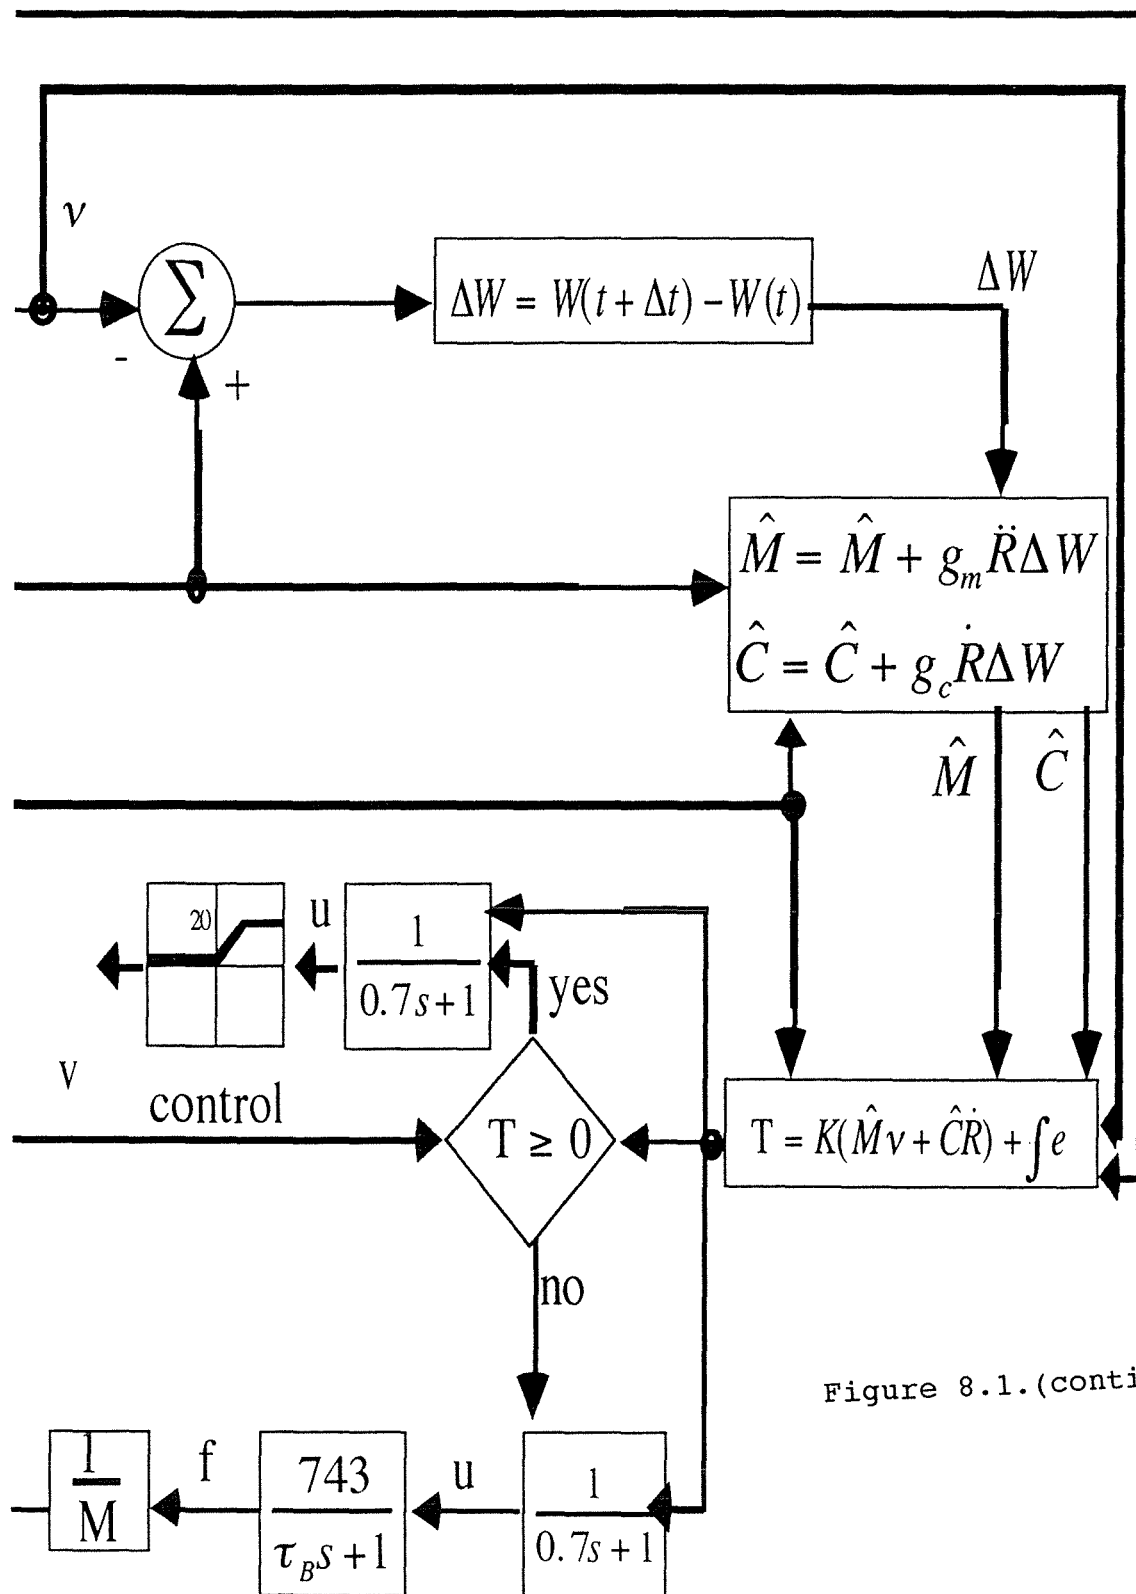 ν
Σ
-
+
ΔW = W(t + Δt) – W(t)
ΔW
M̂ = M̂ + g_m R̈ΔW
Ĉ = Ĉ + g_c ṘΔW
M̂
Ĉ
20
u
1
0.7s+1
yes
v
control
T ≥ 0
T = K(M̂ν + ĈṘ) + ∫e
no
Figure 8.1.(conti
1
M
f
743
τ_B s + 1
u
1
0.7s + 1